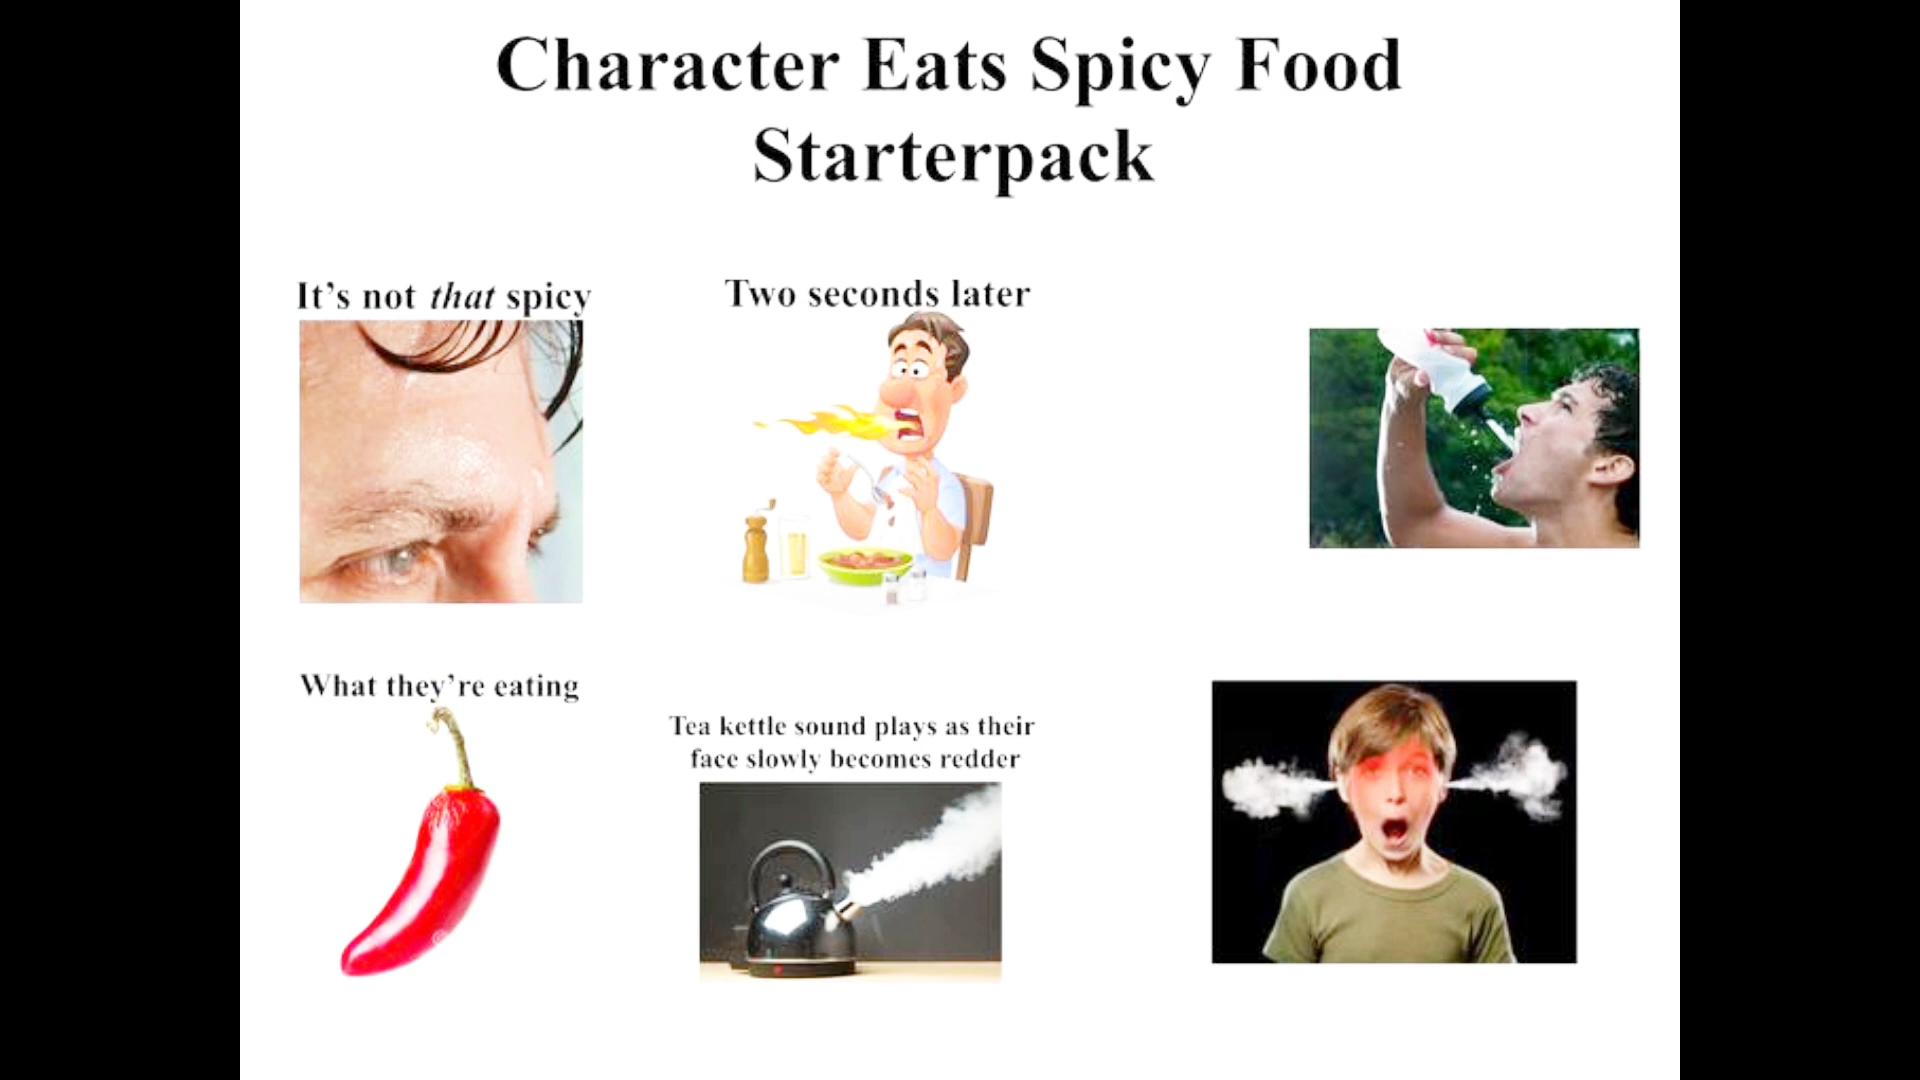 Character Eats Spicy Food
Starterpack
It’s not that spicy
Two seconds later
What they’re eating
Tea kettle sound plays as their
face slowly becomes redder